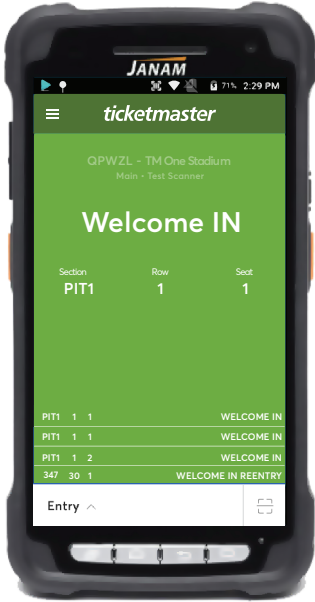 JANAM
71% 2:29 PM
ticketmaster
QPWZL - TM One Stadium
Main - Test Scanner
Welcome IN
Section Row Seat
PIT1 1 1
PIT1 1 1 WELCOME IN
PIT1 1 1 WELCOME IN
PIT1 1 2 WELCOME IN
347 30 1 WELCOME IN REENTRY
Entry